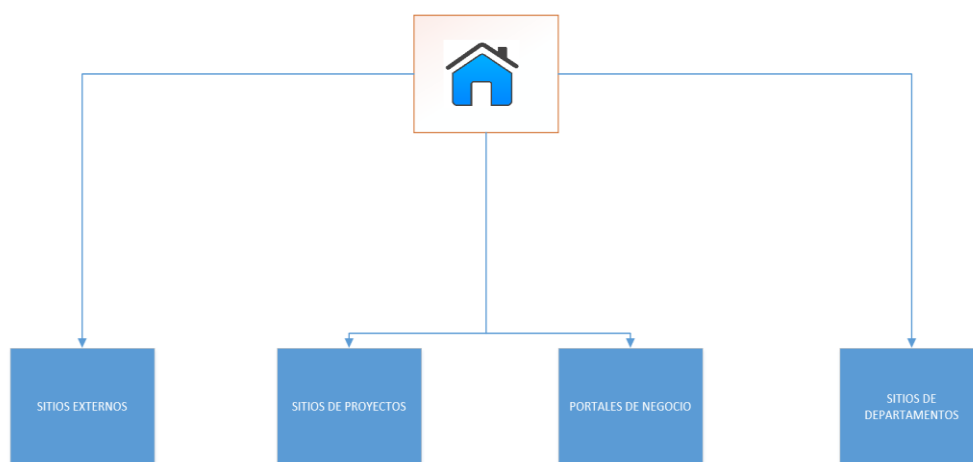 SITIOS EXTERNOS
SITIOS DE PROYECTOS
PORTALES DE NEGOCIO
SITIOS DE
DEPARTAMENTOS